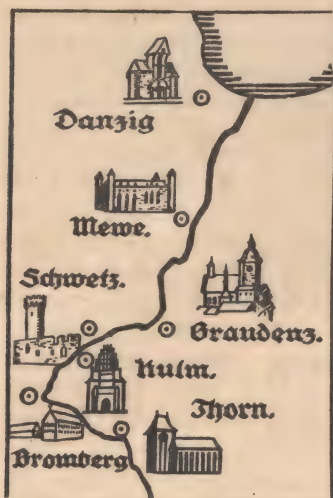 Danzig
Mewe.
Schwetz.
Graudenz.
Kulm.
Thorn.
Bromberg